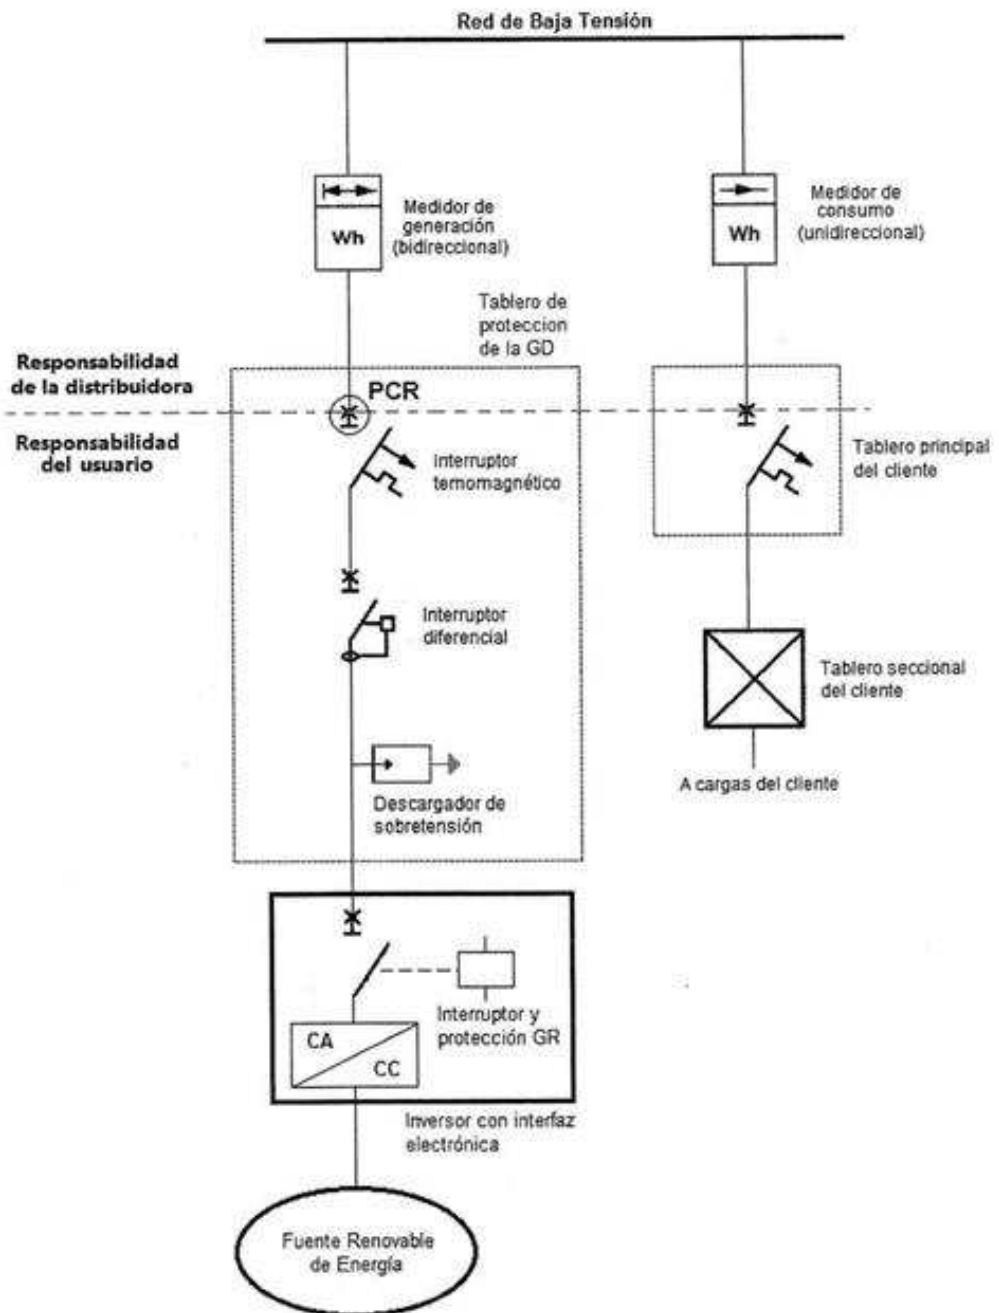 Red de Baja Tensión
Medidor de
generación
(bidireccional)
Wh
Medidor de
consumo
(unidireccional)
Wh
Tablero de
proteccion
de la GD
Responsabilidad
de la distribuidora
PCR
Responsabilidad
del usuario
Interruptor
temomagnético
Tablero principal
del cliente
Interruptor
diferencial
Tablero seccional
del cliente
A cargas del cliente
Descargador de
sobretensión
Interruptor y
protección GR
CA
CC
Inversor con interfaz
electrónica
Fuente Renovable
de Energía